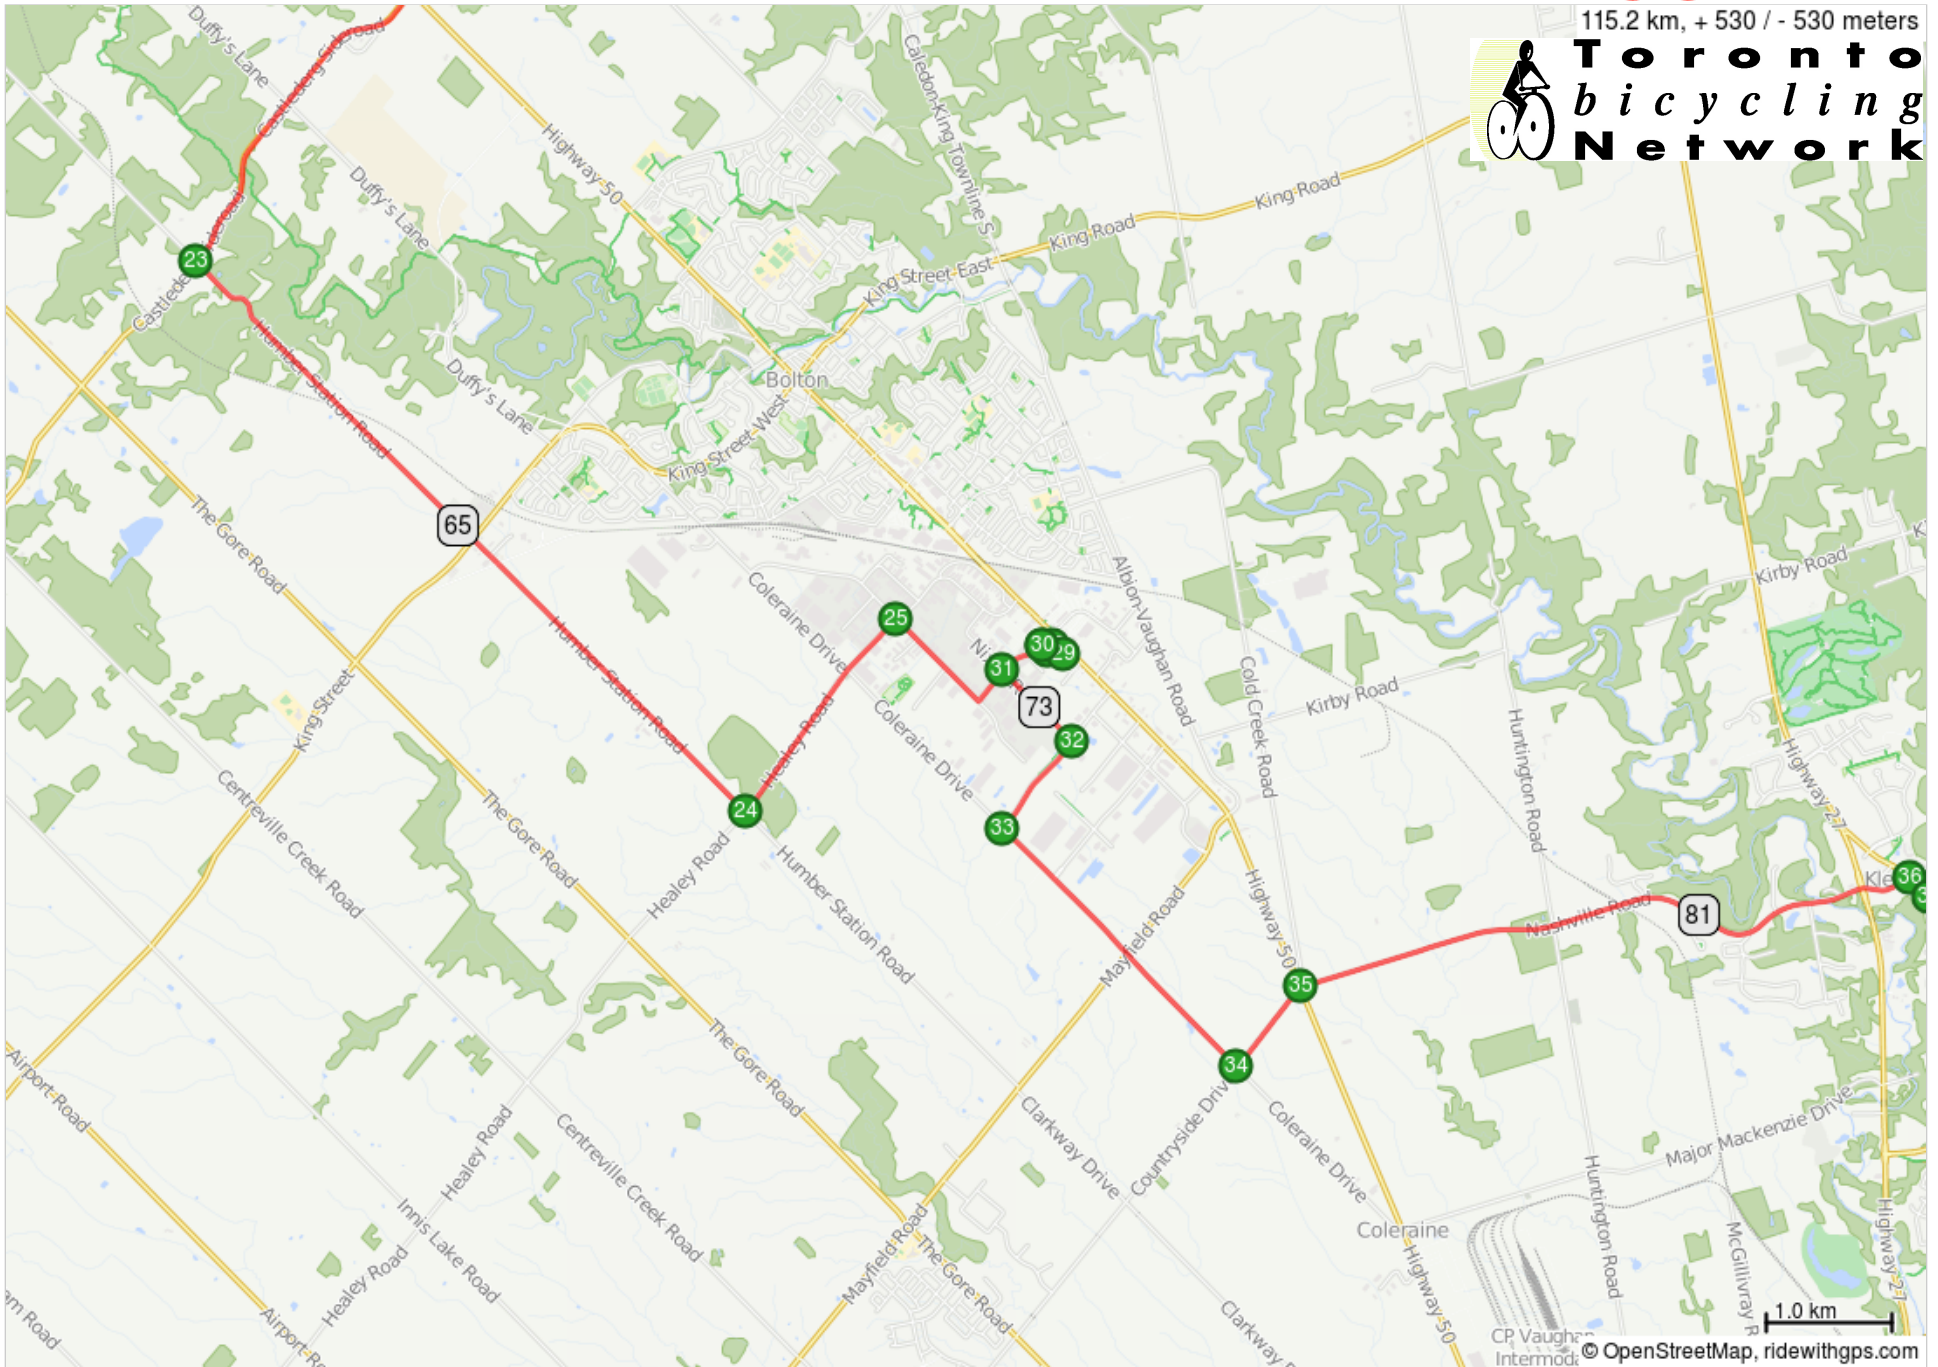 115.2 km, + 530 / - 530 meters
Toronto
bicycling
Network
Duffy's Lane
Castlederg Sideroad
Highway 50
Caledon-King Townline S
King Road
King Road
Duffy's Lane
23
King Street East
Humber Station Road
Duffy's Lane
Bolton
King Street West
65
The Gore Road
Kirby Road
Coleraine Drive
Albion-Vaughan Road
25
30
29
31
73
32
Humber Station Road
Healey Road
Coleraine Drive
Cold Creek Road
Kirby Road
Huntington Road
Highway 27
King Street
24
33
Centreville Creek Road
The Gore Road
Healey Road
Humber Station Road
Mayfield Road
Highway 50
36
81
Nashville Road
35
34
The Gore Road
Airport Road
Healey Road
Centreville Creek Road
Clarkway Drive
Countryside Drive
Coleraine Drive
Major Mackenzie Drive
Huntington Road
Innis Lake Road
Healey Road
Mayfield Road
The Gore Road
Coleraine
Highway 50
McGillivray R
Highway 27
am Road
Airport Ro
Clarkway D
1.0 km
CP Vaughan
Intermoda
© OpenStreetMap, ridewithgps.com